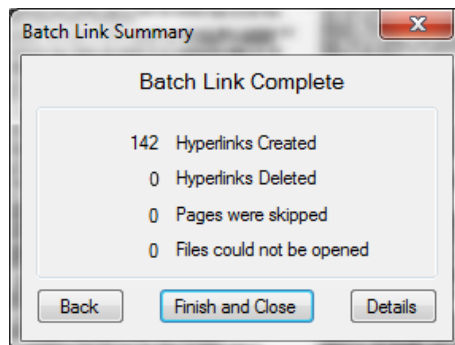 Batch Link Summary
X
Batch Link Complete
142 Hyperlinks Created
0 Hyperlinks Deleted
0 Pages were skipped
0 Files could not be opened
Back Finish and Close Details